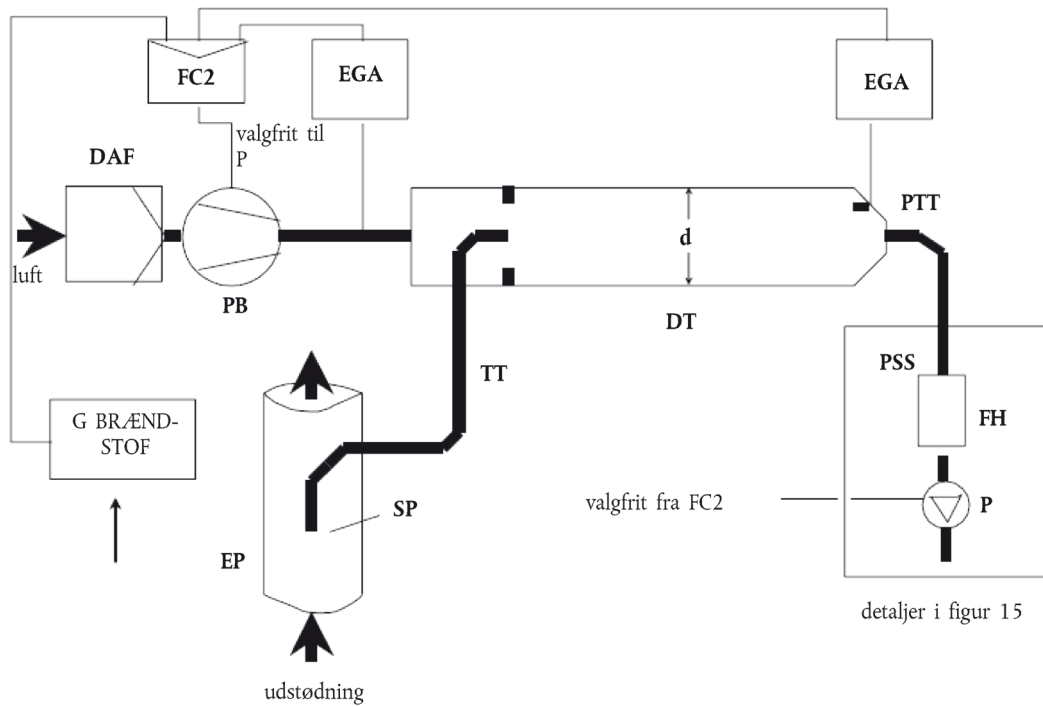 FC2
EGA
EGA
valgfrit til
P
DAF
d
PTT
luft
PB
DT
PSS
TT
G BRÆND-
STOF
FH
SP
valgfrit fra FC2
P
EP
detaljer i figur 15
udstødning